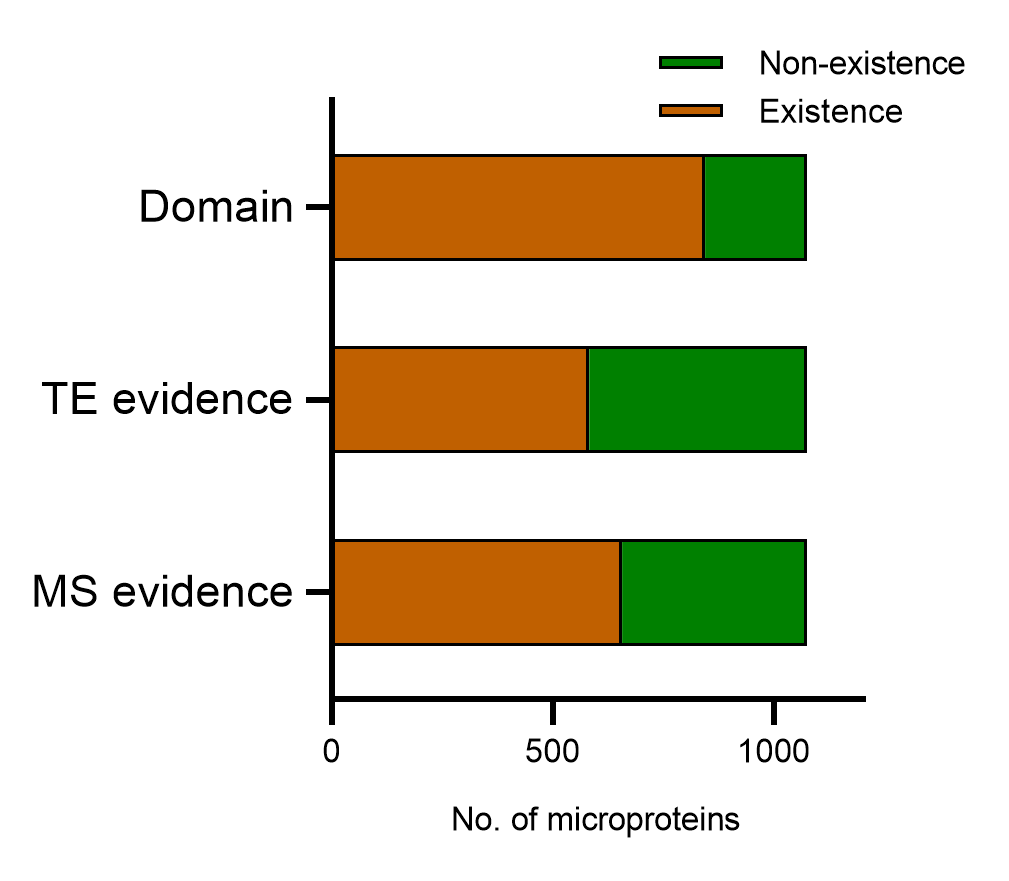 Non-existence
Existence
Domain
TE evidence
MS evidence
0 500 1000
No. of microproteins